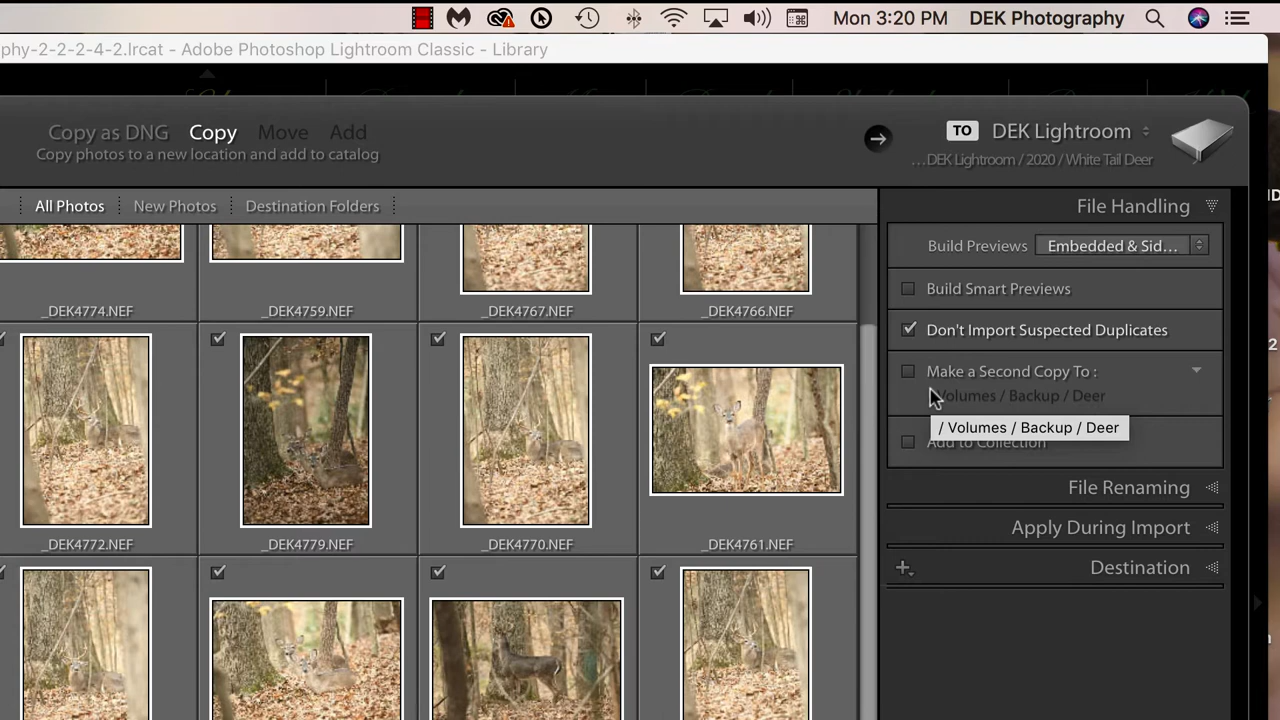 Mon 3:20 PM DEK Photography
phy-2-2-2-4-2.lrcat - Adobe Photoshop Lightroom Classic - Library
Copy as DNG Copy Move Add
Copy photos to a new location and add to catalog
TO DEK Lightroom
...DEK Lightroom / 2020 / White Tail Deer
All Photos New Photos Destination Folders
File Handling
Build Previews Embedded & Sid...
Build Smart Previews
Don't Import Suspected Duplicates
Make a Second Copy To :
Volumes / Backup / Deer
/ Volumes / Backup / Deer
Add to Collection
File Renaming
Apply During Import
Destination
_DEK4774.NEF _DEK4759.NEF _DEK4767.NEF _DEK4766.NEF
_DEK4772.NEF _DEK4779.NEF _DEK4770.NEF _DEK4761.NEF